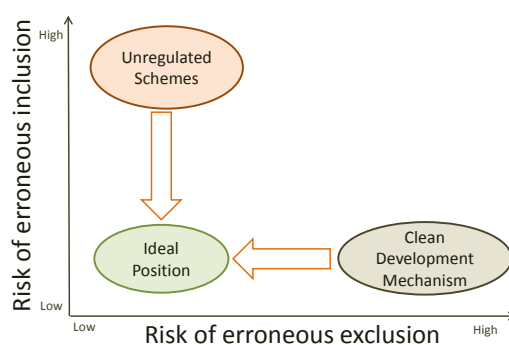 Risk of erroneous inclusion
High
Unregulated
Schemes
Ideal
Position
Clean
Development
Mechanism
Low
Low
Risk of erroneous exclusion
High